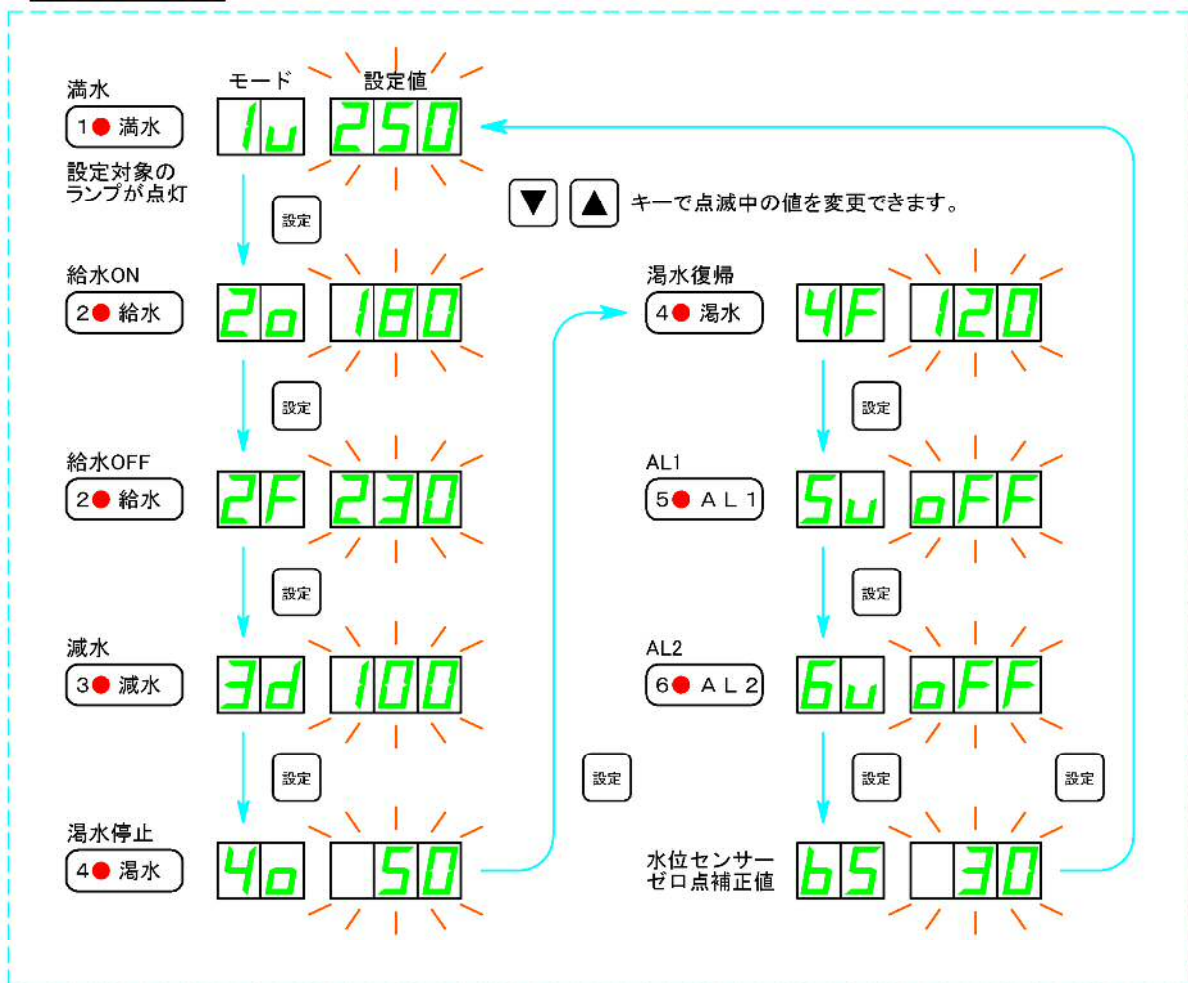 満水
モード
設定値
1 満水
1u 250
設定対象の
ランプが点灯
設定
▼ ▲ キーで点滅中の値を変更できます。
給水ON
2 給水
2o 180
設定
給水OFF
2 給水
2F 230
設定
減水
3 減水
3d 100
設定
渇水停止
4 渇水
4o 50
設定
渇水復帰
4 渇水
4F 120
設定
AL1
5 AL1
5u oFF
設定
AL2
6 AL2
6u oFF
設定
設定
水位センサー
ゼロ点補正値
bS 30